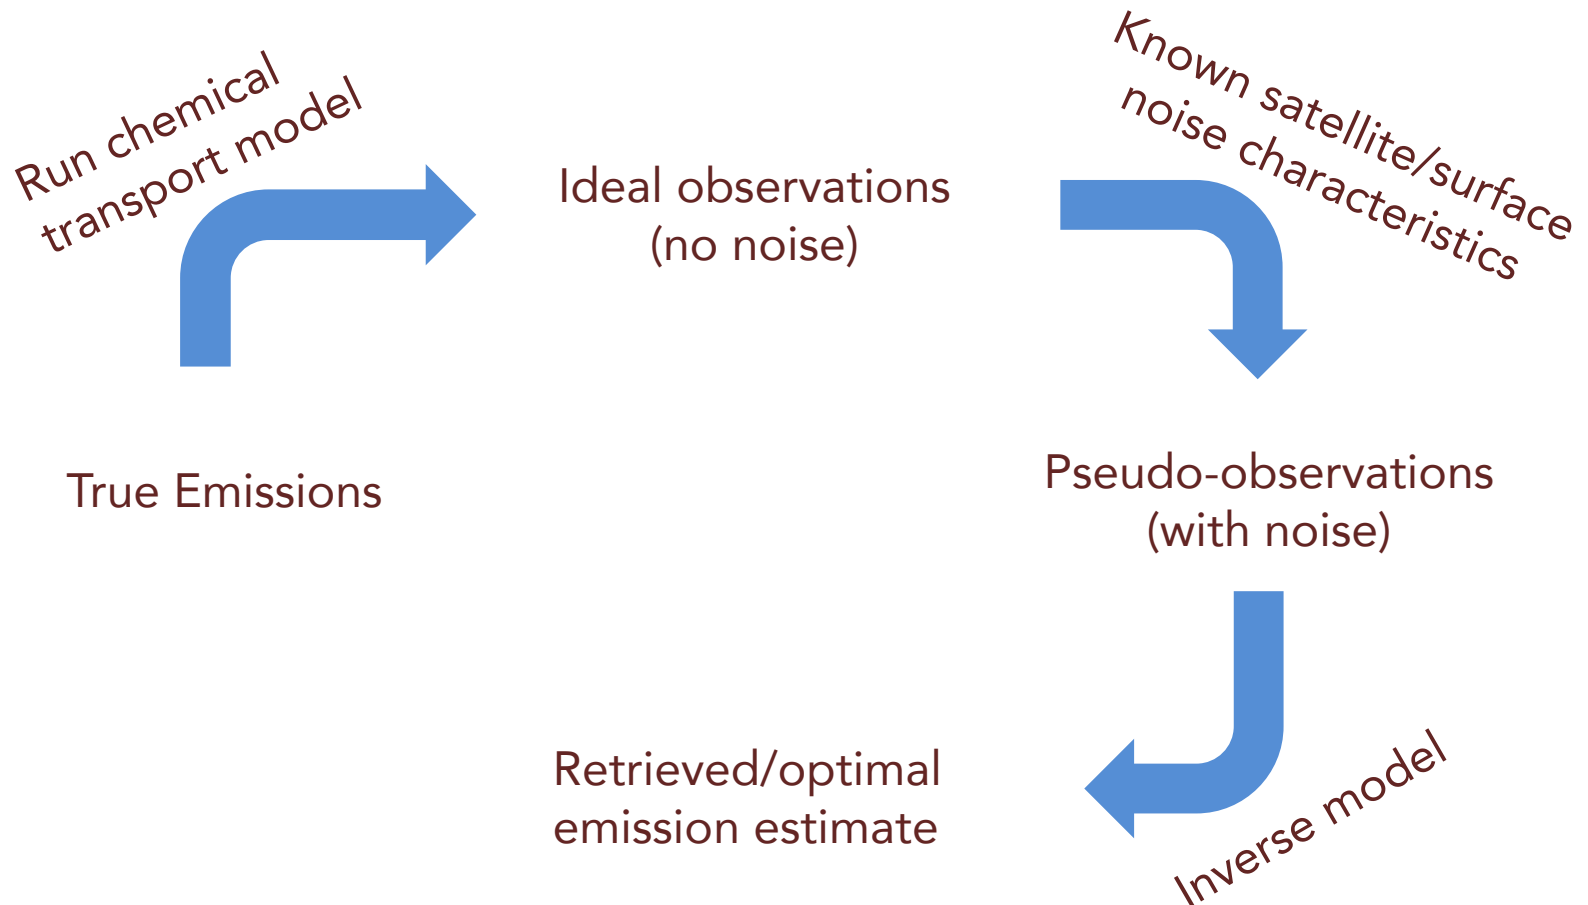 Run chemical
transport model
Ideal observations
(no noise)
Known satellite/surface
noise characteristics
True Emissions
Pseudo-observations
(with noise)
Retrieved/optimal
emission estimate
Inverse model